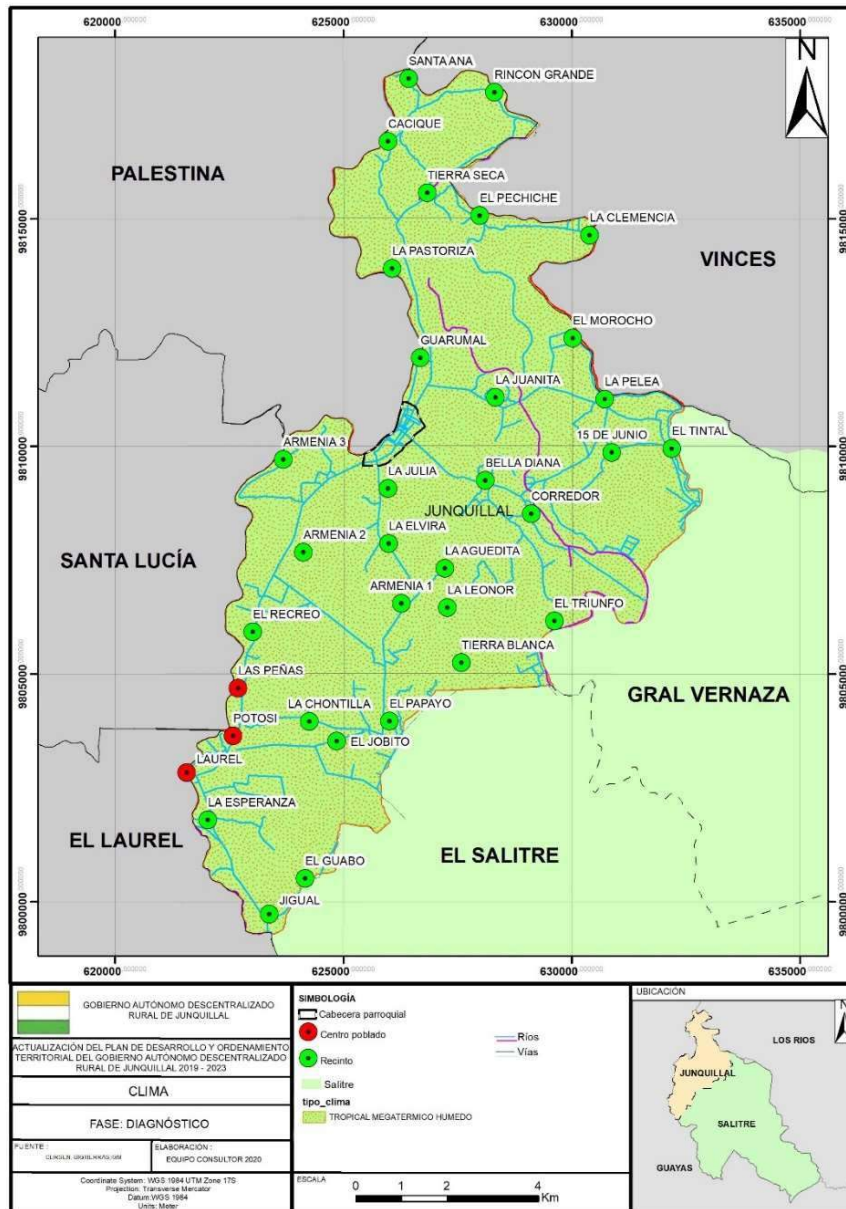 620000
625000
630000
635000
SANTA ANA
RINCON GRANDE
N
CACIQUE
PALESTINA
TIERRA SECA
EL PECHICHE
LA CLEMENCIA
9815000
9815000
LA PASTORIZA
VINCES
EL MOROCHO
GUARUMAL
LA JUANITA
LA PELEA
15 DE JUNIO
EL TINTAL
ARMENIA 3
9810000
9810000
LA JULIA
BELLA DIANA
CORREDOR
JUNQUILLAL
ARMENIA 2
LA ELVIRA
LA AGUEDITA
SANTA LUCÍA
ARMENIA 1
LA LEONOR
EL TRIUNFO
EL RECREO
TIERRA BLANCA
LAS PEÑAS
9805000
9805000
GRAL VERNAZA
LA CHONTILLA
EL PAPAYO
POTOSI
EL JOBITO
LAUREL
LA ESPERANZA
EL LAUREL
EL SALITRE
EL GUABO
JIGUAL
9800000
9800000
620000
625000
630000
635000
GOBIERNO AUTÓNOMO DESCENTRALIZADO
RURAL DE JUNQUILLAL
ACTUALIZACIÓN DEL PLAN DE DESARROLLO Y ORDENAMIENTO
TERRITORIAL DEL GOBIERNO AUTÓNOMO DESCENTRALIZADO
RURAL DE JUNQUILLAL 2019 - 2023
CLIMA
FASE: DIAGNÓSTICO
FUENTE :
ELABORACIÓN :
EQUIPO CONSULTOR 2020
Coordinate System: WGS 1984 UTM Zone 17S
Projection: Transverse Mercator
Datum: WGS 1984
Units: Meter
SIMBOLOGÍA
Cabecera parroquial
Centro poblado
Recinto
Salitre
tipo_clima
TROPICAL MEGATERMICO HUMEDO
Ríos
Vías
ESCALA
0 1 2 4
Km
UBICACIÓN
N
LOS RIOS
JUNQUILLAL
SALITRE
GUAYAS